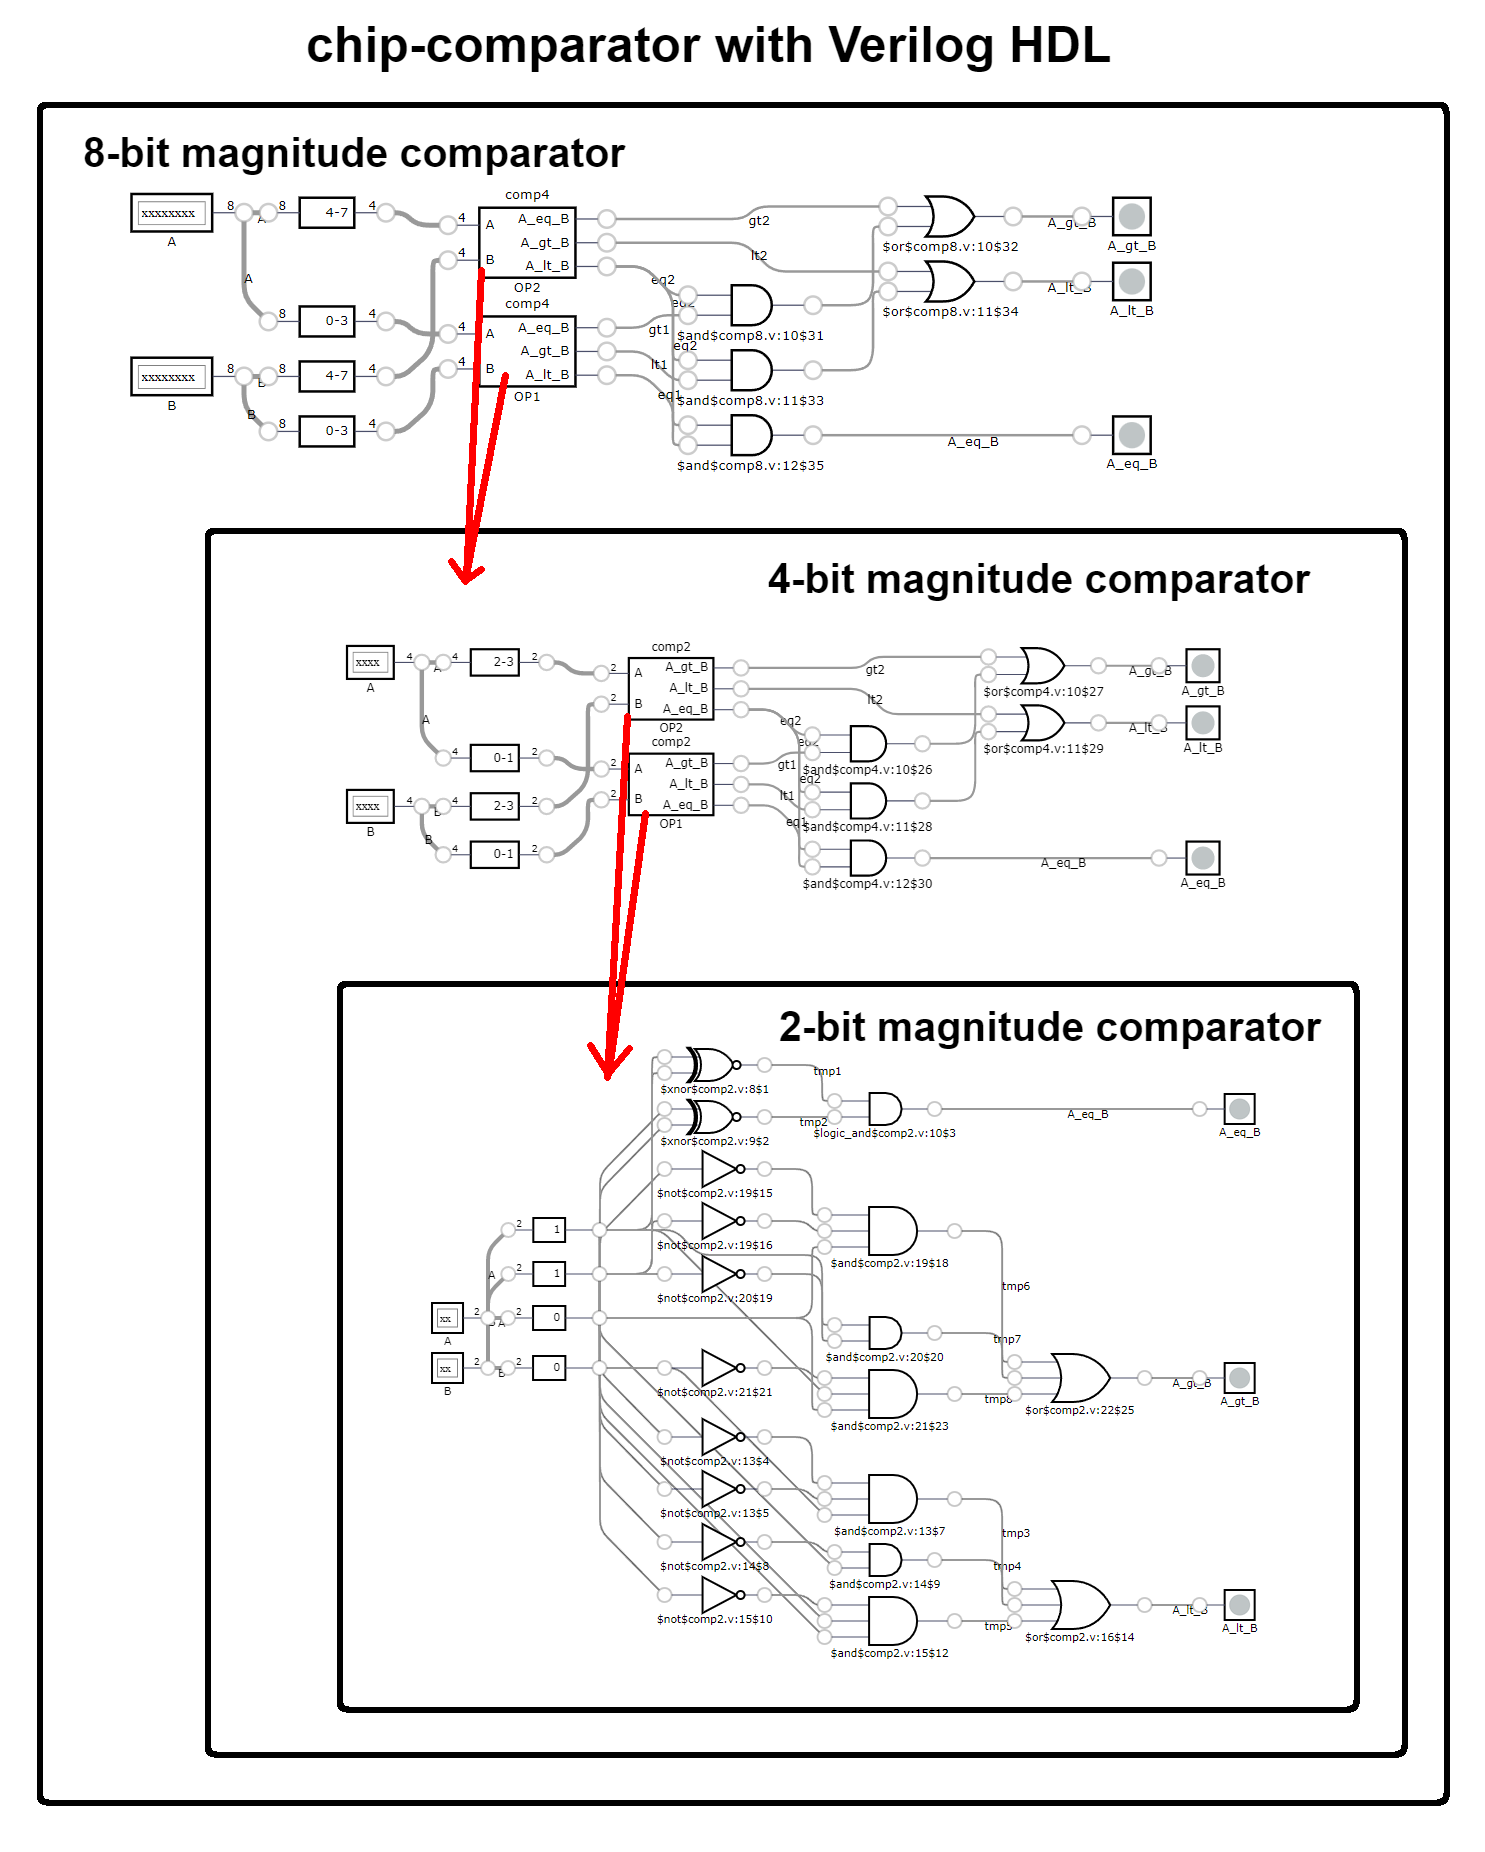 chip-comparator with Verilog HDL
8-bit magnitude comparator
xxxxxxxx
A
8
A
8
4-7
4
A
8
0-3
4
xxxxxxxx
B
8
B
8
4-7
4
B
8
0-3
4
comp4
4
A
4
B
A_eq_B
A_gt_B
A_lt_B
OP2
comp4
4
A
4
B
A_eq_B
A_gt_B
A_lt_B
OP1
gt2
lt2
eq2
eq2
gt1
eq2
lt1
eq1
$and$comp8.v:10$31
$and$comp8.v:11$33
$and$comp8.v:12$35
$or$comp8.v:10$32
$or$comp8.v:11$34
A_gt_B
A_gt_B
A_lt_B
A_lt_B
A_eq_B
A_eq_B
4-bit magnitude comparator
xxxx
A
4
A
4
2-3
2
A
4
0-1
2
xxxx
B
4
B
4
2-3
2
B
4
0-1
2
comp2
2
A
2
B
A_gt_B
A_lt_B
A_eq_B
OP2
comp2
2
A
2
B
A_gt_B
A_lt_B
A_eq_B
OP1
gt2
lt2
eq2
eq2
gt1
eq2
lt1
eq1
$and$comp4.v:10$26
$and$comp4.v:11$28
$and$comp4.v:12$30
$or$comp4.v:10$27
$or$comp4.v:11$29
A_gt_B
A_gt_B
A_lt_B
A_lt_B
A_eq_B
A_eq_B
2-bit magnitude comparator
xx
A
2
xx
B
2
A
B
A
B
2
1
2
1
2
0
2
0
$xnor$comp2.v:8$1
$xnor$comp2.v:9$2
$not$comp2.v:19$15
$not$comp2.v:19$16
$not$comp2.v:20$19
$not$comp2.v:21$21
$not$comp2.v:13$4
$not$comp2.v:13$5
$not$comp2.v:14$8
$not$comp2.v:15$10
tmp1
tmp2
$logic_and$comp2.v:10$3
A_eq_B
A_eq_B
$and$comp2.v:19$18
tmp6
$and$comp2.v:20$20
tmp7
$and$comp2.v:21$23
tmp8
$or$comp2.v:22$25
A_gt_B
A_gt_B
$and$comp2.v:13$7
tmp3
$and$comp2.v:14$9
tmp4
$and$comp2.v:15$12
tmp5
$or$comp2.v:16$14
A_lt_B
A_lt_B